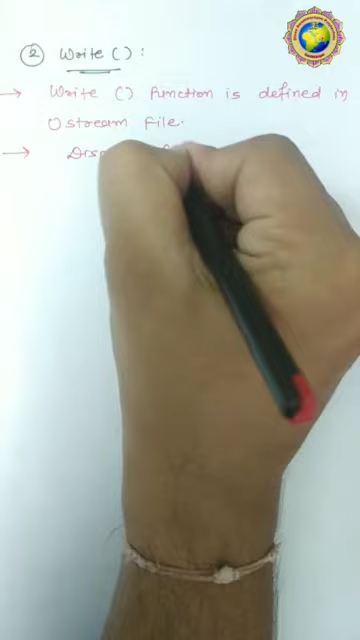 ② Write () :
→ Write () function is defined in
Ostream file.
→